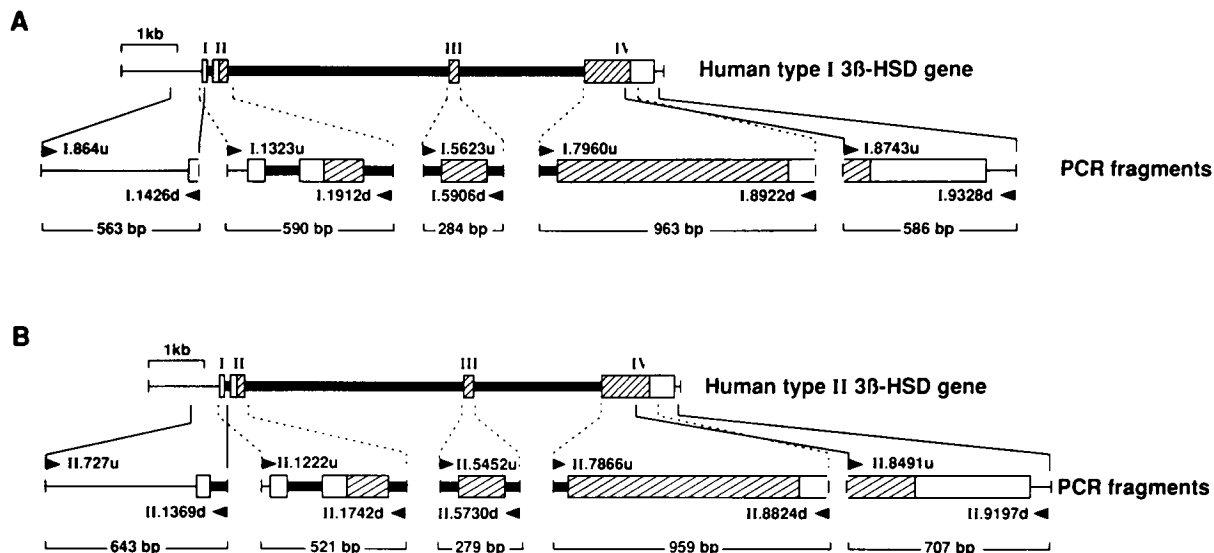 A
1kb
I II III IV
Human type I 3ß-HSD gene
I.864u I.1323u I.5623u I.7960u I.8743u
PCR fragments
I.1426d I.1912d I.5906d I.8922d I.9328d
563 bp 590 bp 284 bp 963 bp 586 bp
B
1kb
I II III IV
Human type II 3ß-HSD gene
II.727u II.1222u II.5452u II.7866u II.8491u
PCR fragments
II.1369d II.1742d II.5730d II.8824d II.9197d
643 bp 521 bp 279 bp 959 bp 707 bp